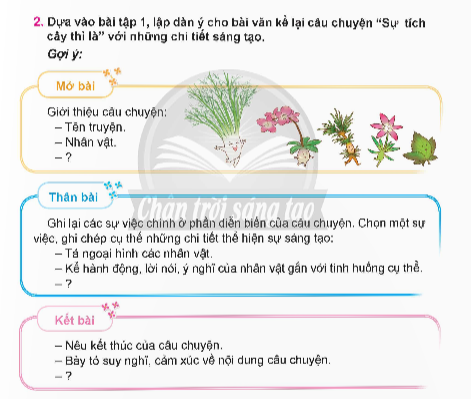 2. Dựa vào bài tập 1, lập dàn ý cho bài văn kể lại câu chuyện “Sự tích
cây thì là” với những chi tiết sáng tạo.
Gợi ý:
Mở bài
Giới thiệu câu chuyện:
– Tên truyện.
– Nhân vật.
– ?
Thân bài
Chân trời sáng tạo
Ghi lại các sự việc chính ở phần diễn biến của câu chuyện. Chọn một sự
việc, ghi chép cụ thể những chi tiết thể hiện sự sáng tạo:
– Tả ngoại hình các nhân vật.
– Kể hành động, lời nói, ý nghĩ của nhân vật gắn với tình huống cụ thể.
– ?
Kết bài
– Nêu kết thúc của câu chuyện.
– Bày tỏ suy nghĩ, cảm xúc về nội dung câu chuyện.
– ?